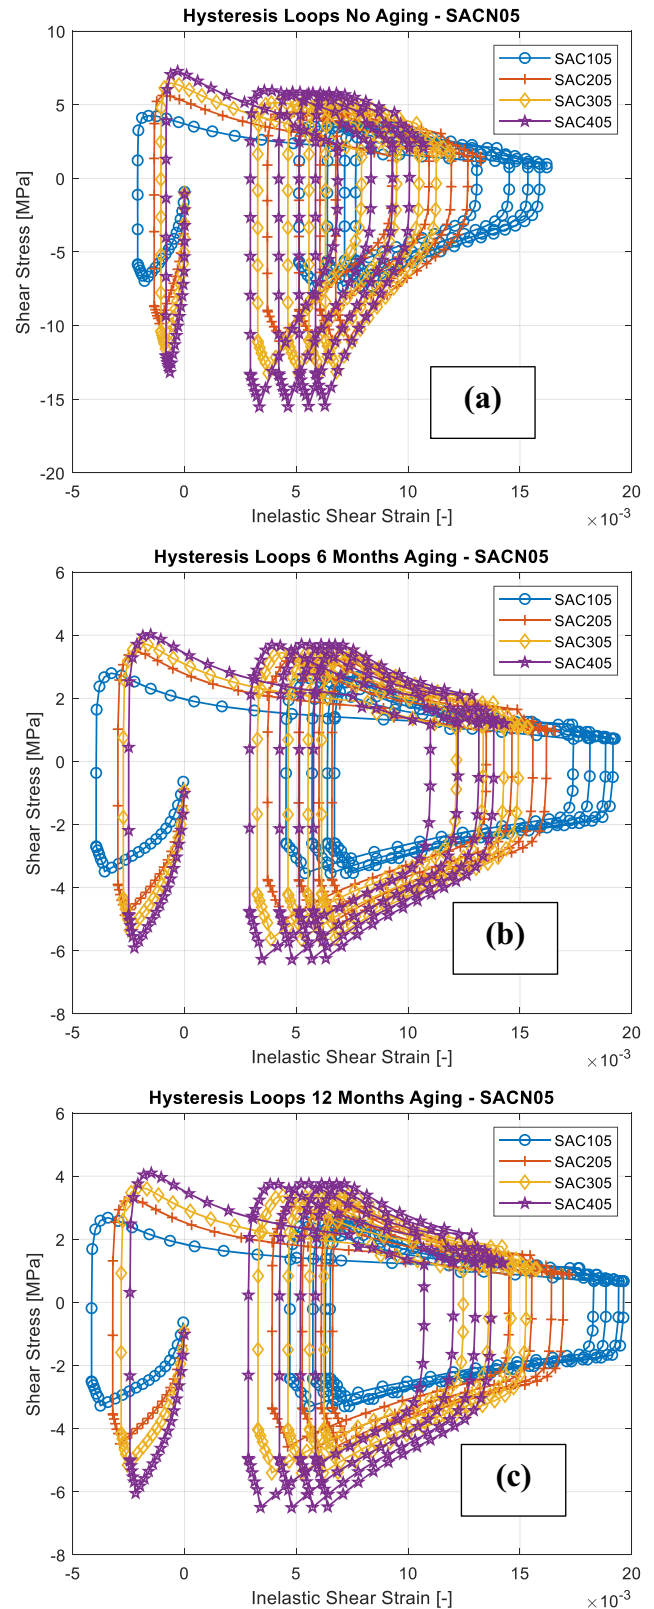 Hysteresis Loops No Aging - SACN05
10
5
0
-5
-10
-15
-20
Shear Stress [MPa]
SAC105
SAC205
SAC305
SAC405
(a)
-5
0
5
10
15
20
Inelastic Shear Strain [-]
×10-3
Hysteresis Loops 6 Months Aging - SACN05
6
4
2
0
-2
-4
-6
-8
Shear Stress [MPa]
SAC105
SAC205
SAC305
SAC405
(b)
-5
0
5
10
15
20
Inelastic Shear Strain [-]
×10-3
Hysteresis Loops 12 Months Aging - SACN05
6
4
2
0
-2
-4
-6
-8
Shear Stress [MPa]
SAC105
SAC205
SAC305
SAC405
(c)
-5
0
5
10
15
20
Inelastic Shear Strain [-]
×10-3